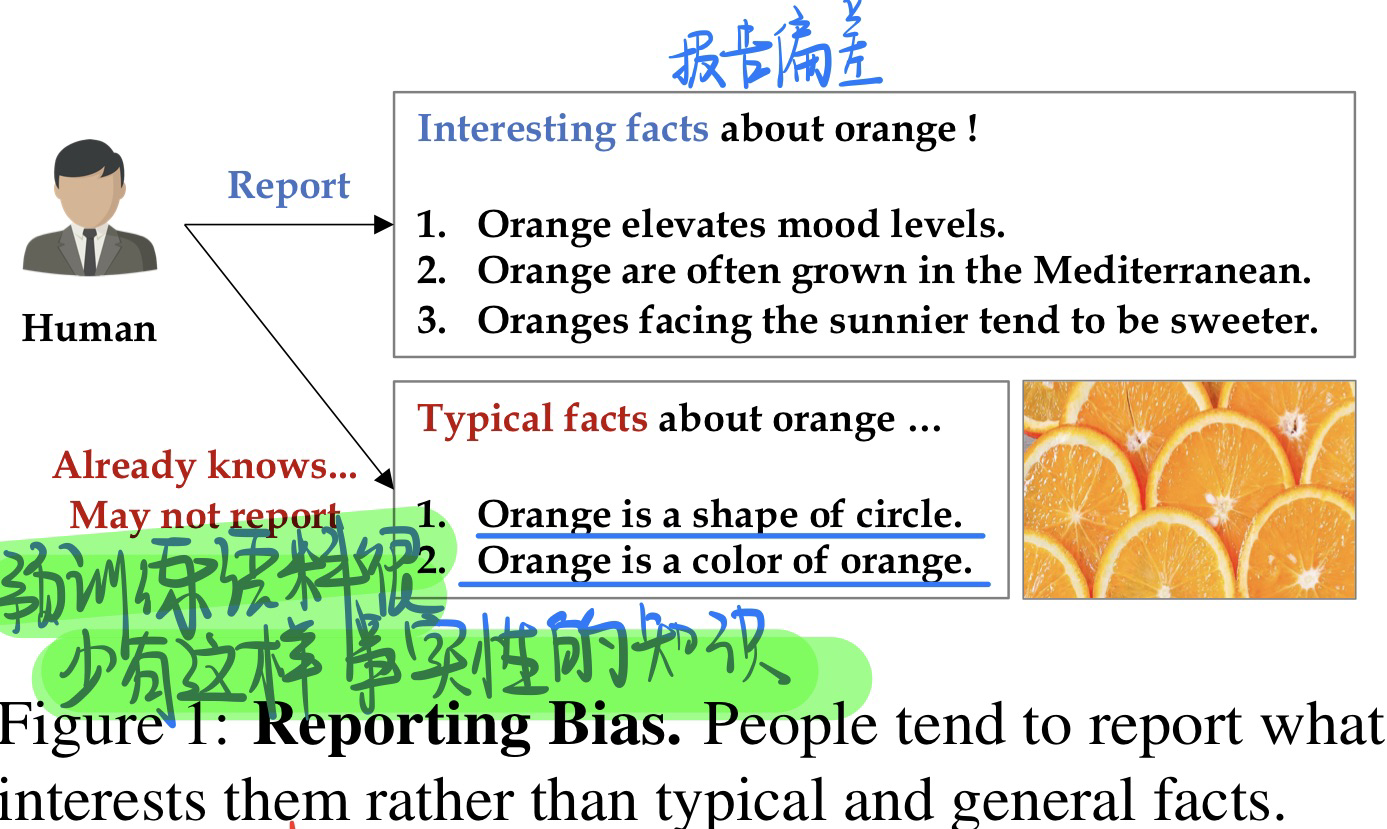 报告偏差
Interesting facts about orange !
Report
1. Orange elevates mood levels.
2. Orange are often grown in the Mediterranean.
3. Oranges facing the sunnier tend to be sweeter.
Human
Typical facts about orange …
Already knows...
May not report
1. Orange is a shape of circle.
2. Orange is a color of orange.
预训练语料很
少有这样事实性的知识
Figure 1: Reporting Bias. People tend to report what
interests them rather than typical and general facts.